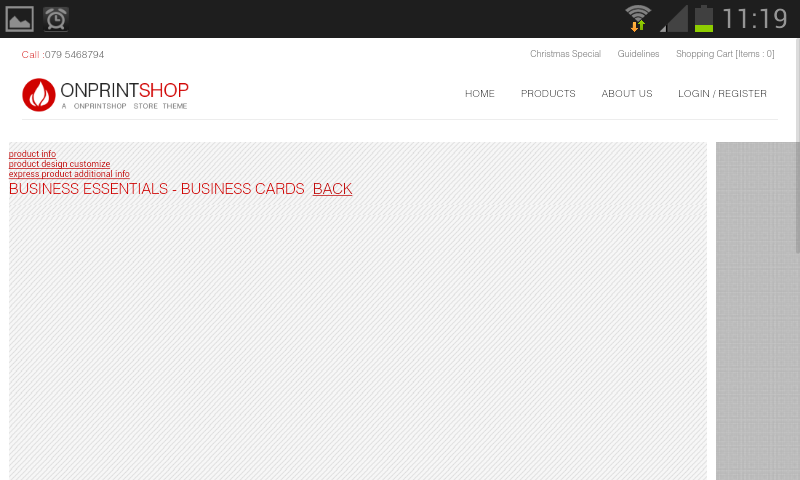 11:19
Call :079 5468794
Christmas Special Guidelines Shopping Cart [Items : 0]
ONPRINTSHOP
A ONPRINTSHOP STORE THEME
HOME PRODUCTS ABOUT US LOGIN / REGISTER
product info
product design customize
express product additional info
BUSINESS ESSENTIALS - BUSINESS CARDS BACK